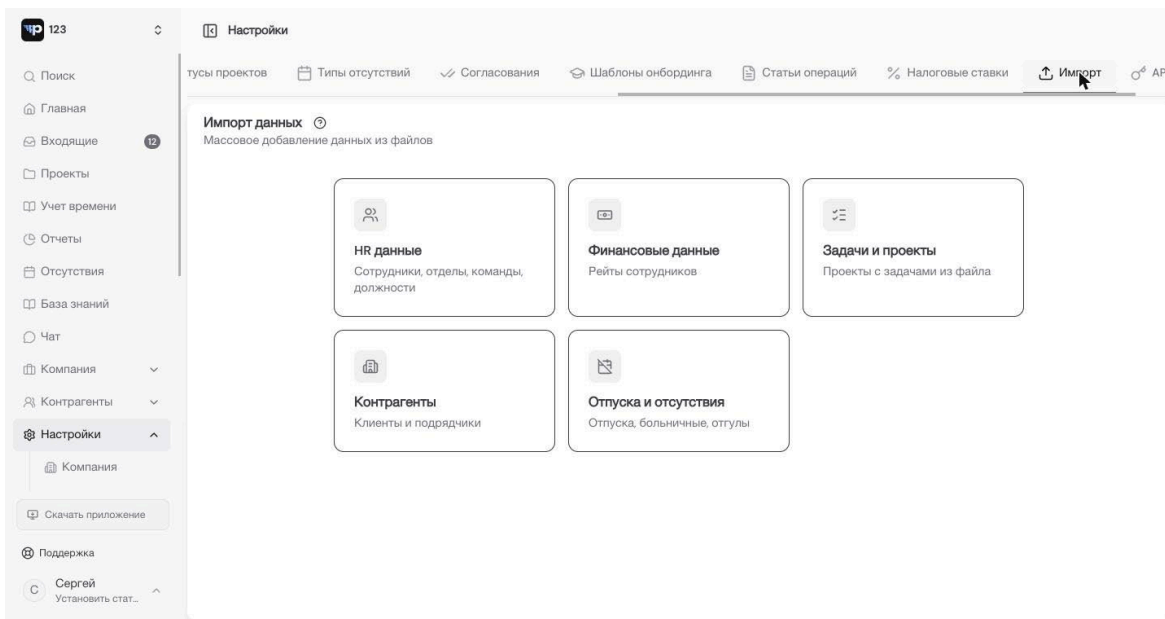 123
Настройки
Поиск
тусы проектов
Типы отсутствий
Согласования
Шаблоны онбординга
Статьи операций
Налоговые ставки
Импорт
AP
Главная
Входящие 12
Проекты
Учет времени
Отчеты
Отсутствия
База знаний
Чат
Компания
Контрагенты
Настройки
Компания
Скачать приложение
Поддержка
С
Сергей
Установить стат...
Импорт данных
Массовое добавление данных из файлов
HR данные
Сотрудники, отделы, команды,
должности
Финансовые данные
Рейты сотрудников
Задачи и проекты
Проекты с задачами из файла
Контрагенты
Клиенты и подрядчики
Отпуска и отсутствия
Отпуска, больничные, отгулы